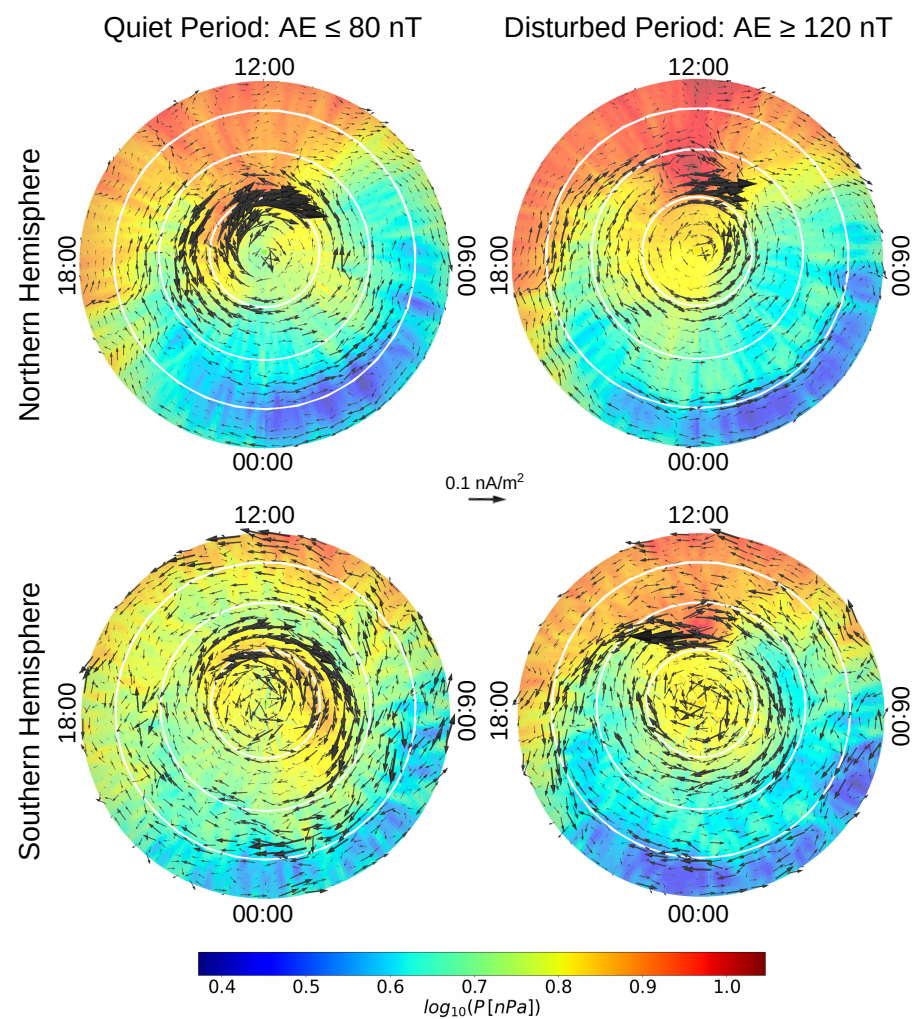 Quiet Period: AE ≤ 80 nT
Disturbed Period: AE ≥ 120 nT
12:00
12:00
Northern Hemisphere
18:00
06:00
18:00
06:00
00:00
00:00
0.1 nA/m²
12:00
12:00
Southern Hemisphere
18:00
06:00
18:00
06:00
00:00
00:00
0.4 0.5 0.6 0.7 0.8 0.9 1.0
log₁₀(P [nPa])